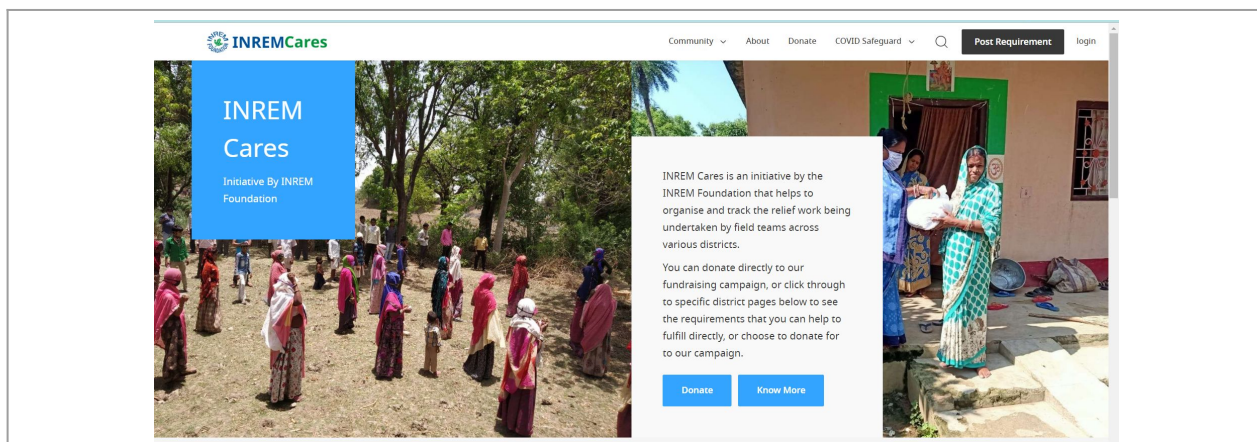 INREMCares
Community
About
Donate
COVID Safeguard
Post Requirement
login
INREM
Cares
Initiative By INREM
Foundation
INREM Cares is an initiative by the
INREM Foundation that helps to
organise and track the relief work being
undertaken by field teams across
various districts.
You can donate directly to our
fundraising campaign, or click through
to specific district pages below to see
the requirements that you can help to
fulfill directly, or choose to donate for
to our campaign.
Donate
Know More